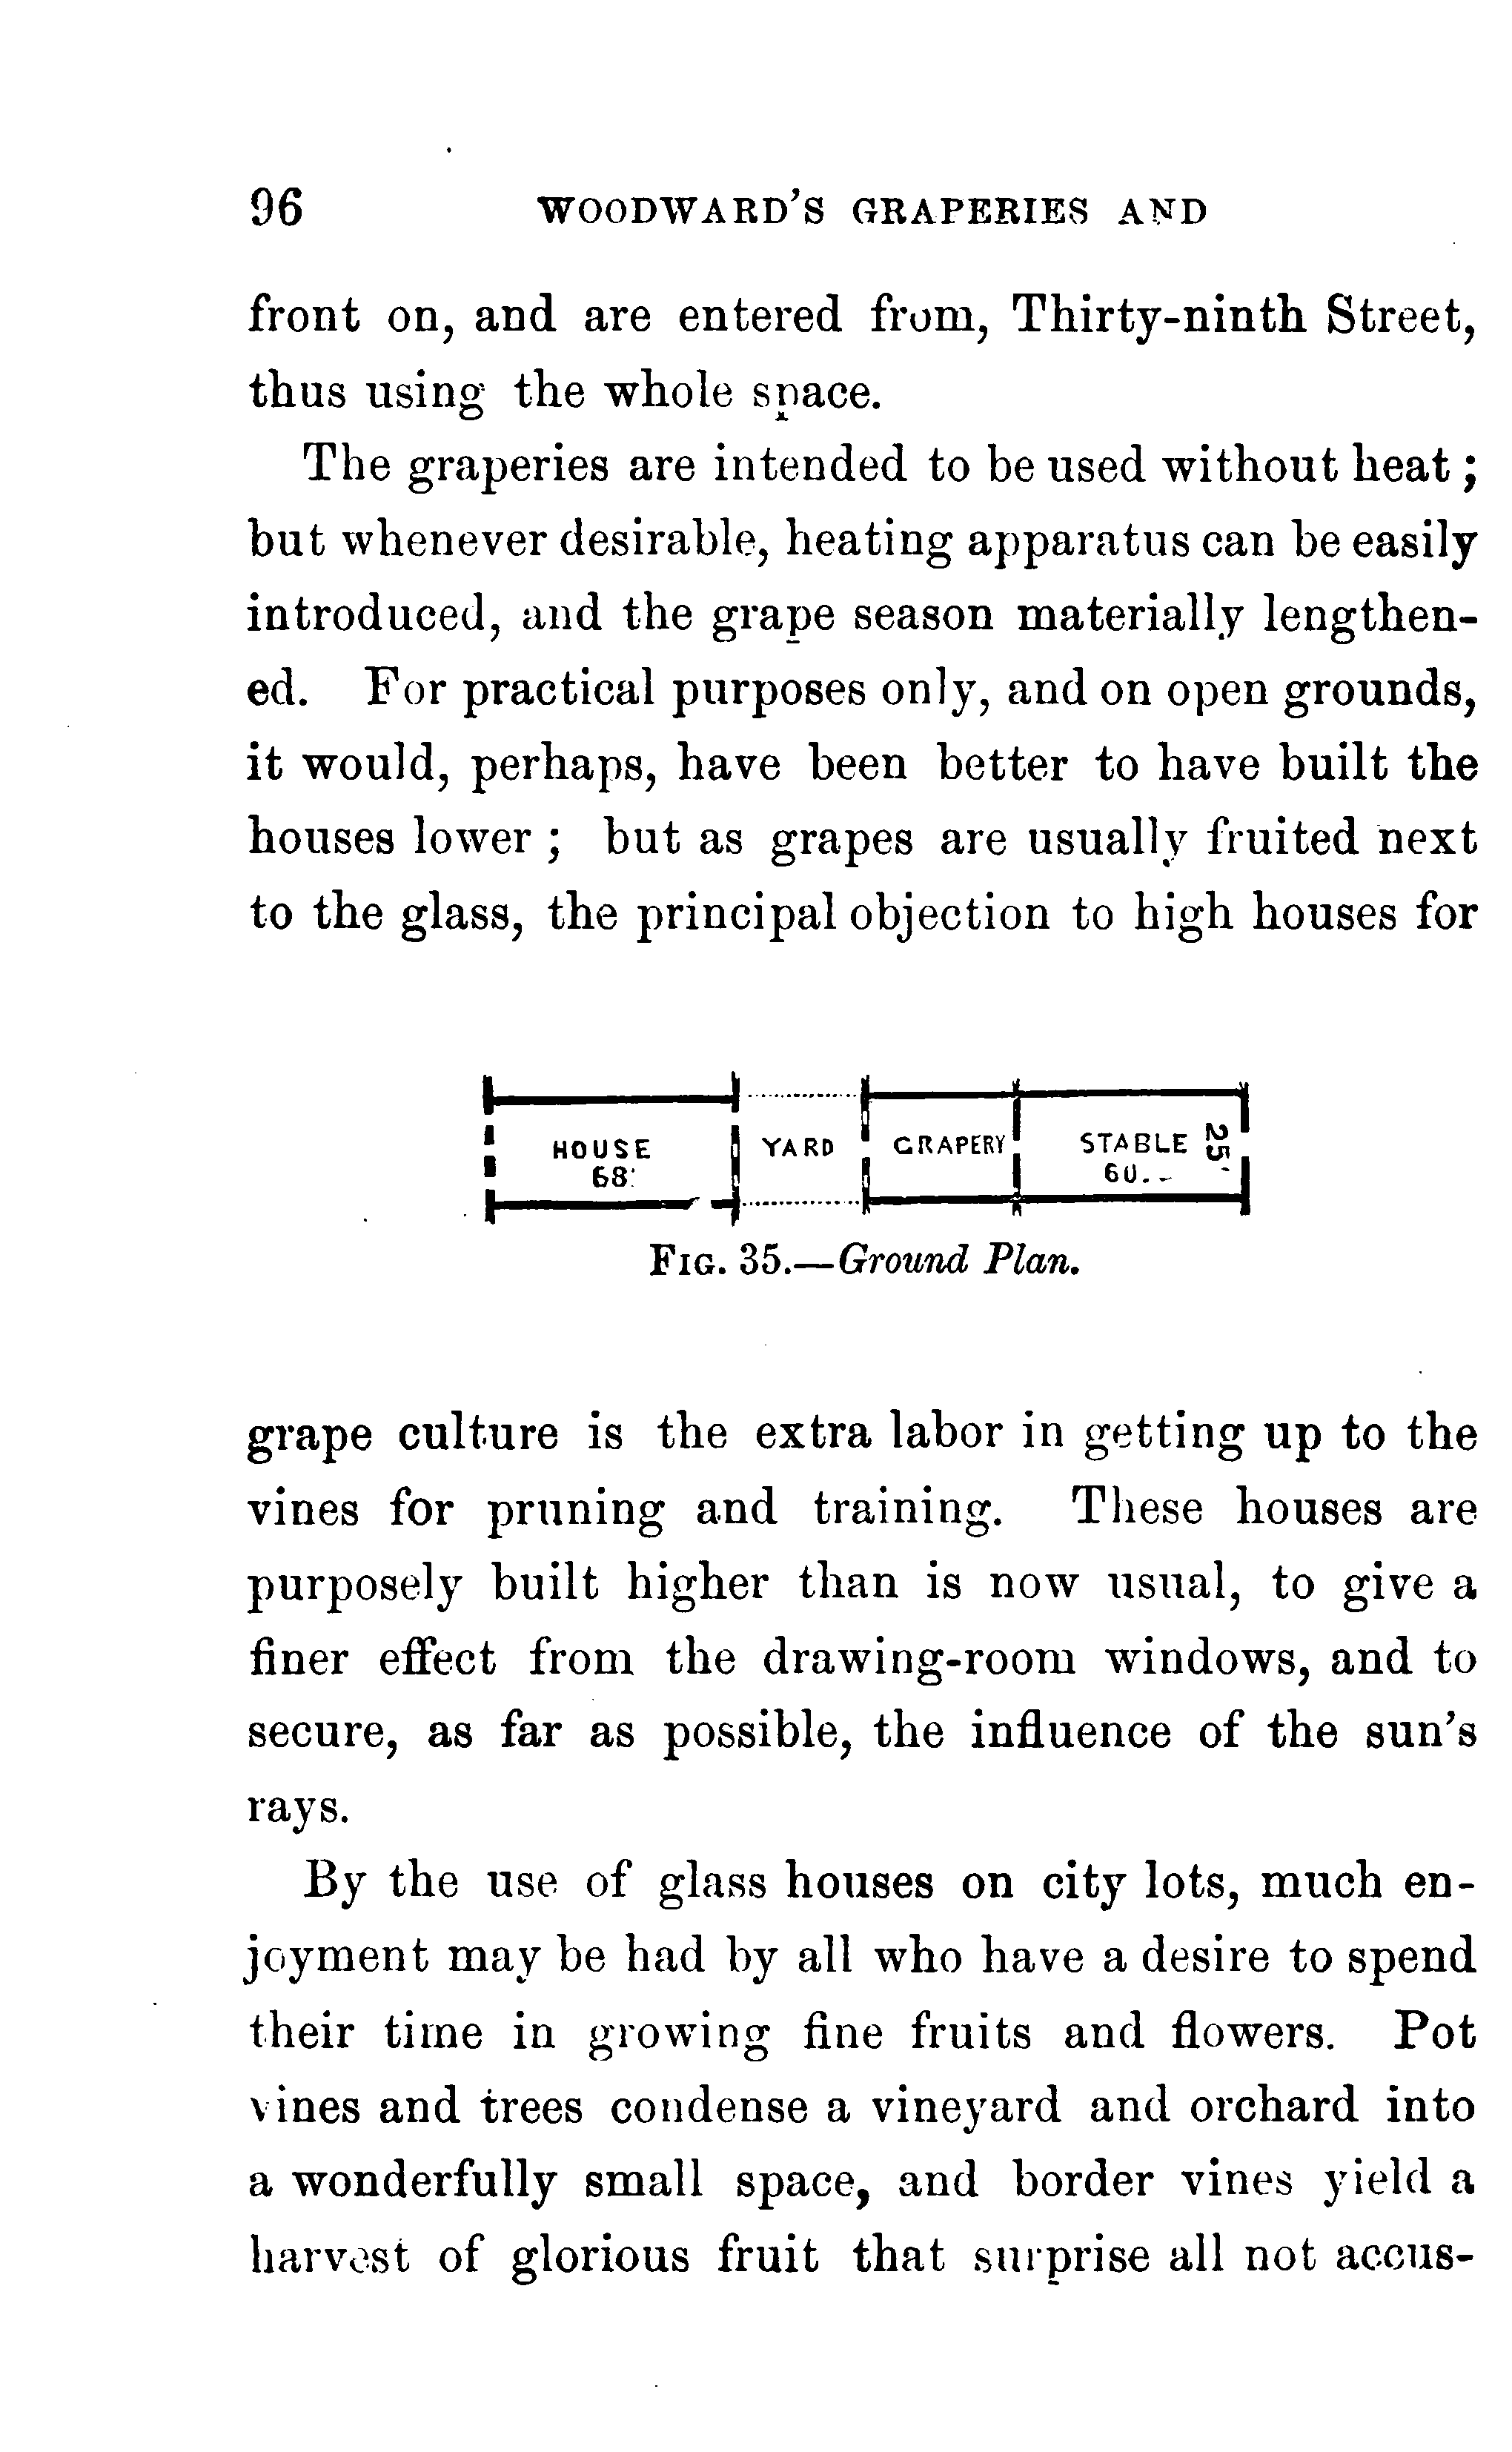 96 WOODWARD'S GRAPERIES AND
front on, and are entered from, Thirty-ninth Street,
thus using the whole space.
The graperies are intended to be used without heat;
but whenever desirable, heating apparatus can be easily
introduced, and the grape season materially lengthen-
ed. For practical purposes only, and on open grounds,
it would, perhaps, have been better to have built the
houses lower; but as grapes are usually fruited next
to the glass, the principal objection to high houses for
HOUSE
68'
YARD
GRAPERY
STABLE
60.
25'
FIG. 35.—Ground Plan.
grape culture is the extra labor in getting up to the
vines for pruning and training. These houses are
purposely built higher than is now usual, to give a
finer effect from the drawing-room windows, and to
secure, as far as possible, the influence of the sun's
rays.
By the use of glass houses on city lots, much en-
joyment may be had by all who have a desire to spend
their time in growing fine fruits and flowers. Pot
vines and trees condense a vineyard and orchard into
a wonderfully small space, and border vines yield a
harvest of glorious fruit that surprise all not accus-